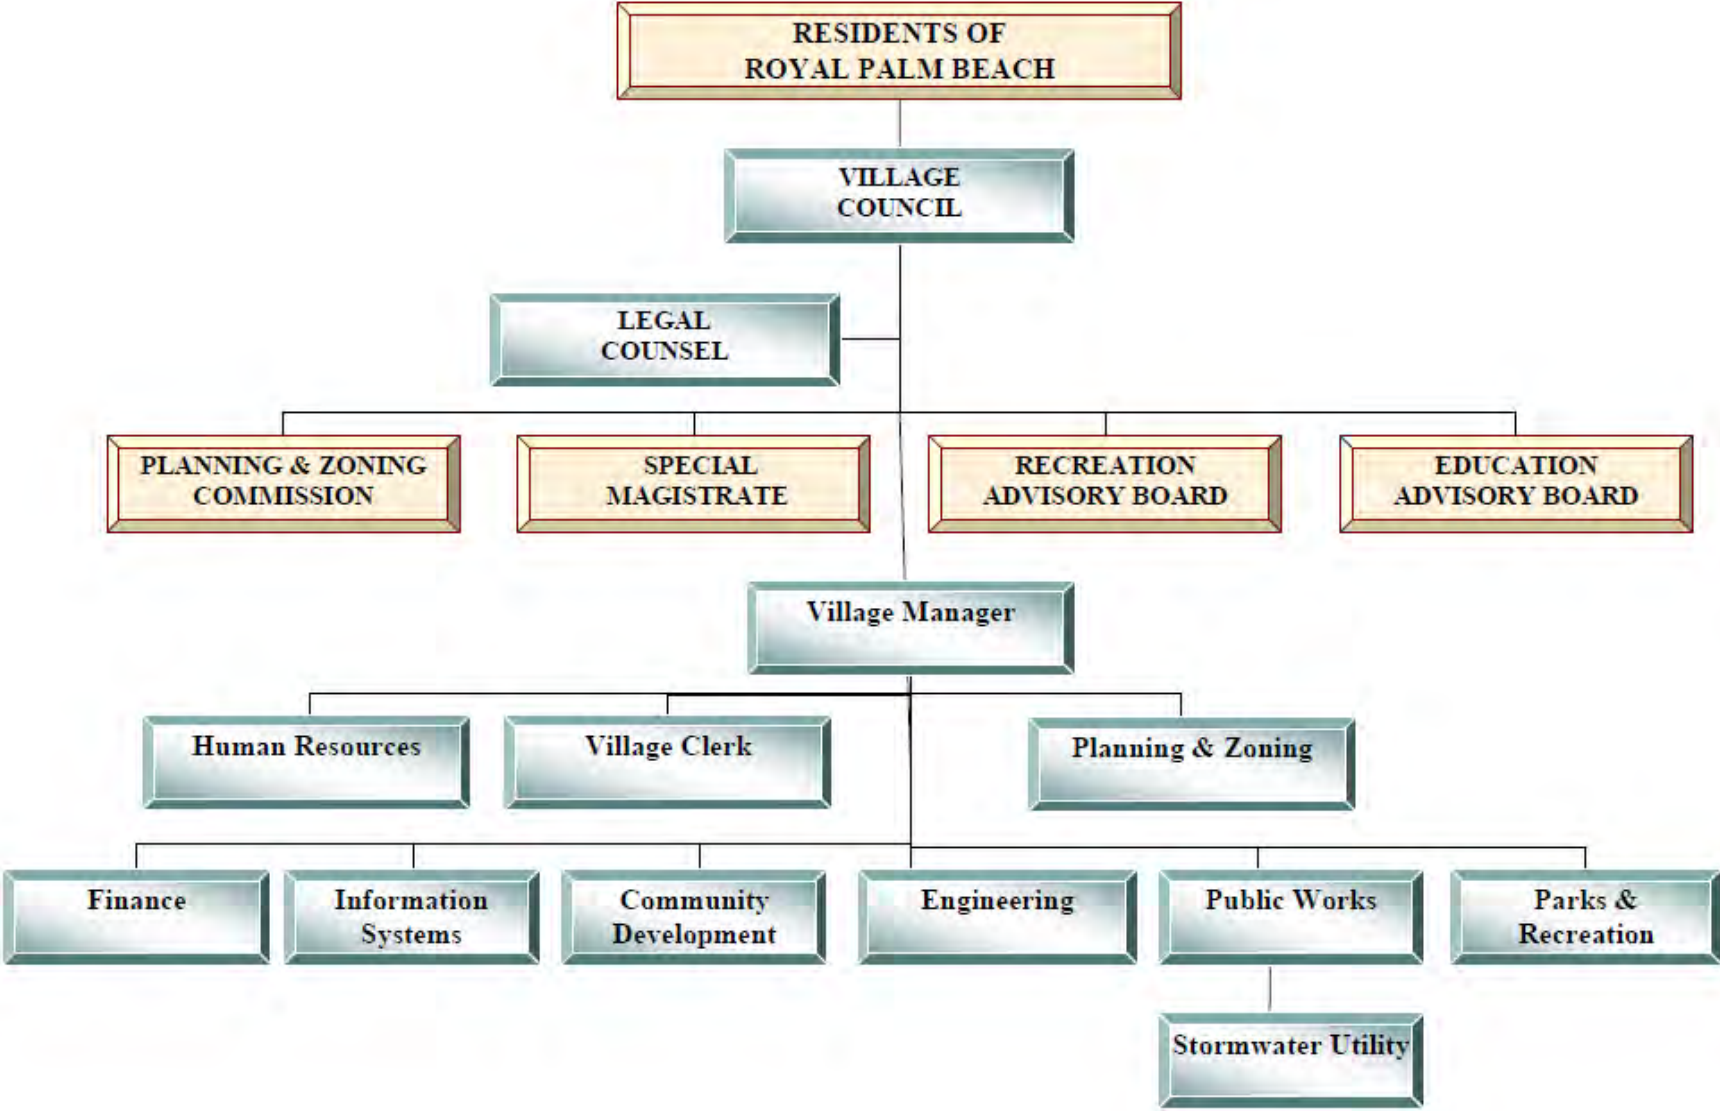 RESIDENTS OF
ROYAL PALM BEACH
VILLAGE
COUNCIL
LEGAL
COUNSEL
PLANNING & ZONING
COMMISSION
SPECIAL
MAGISTRATE
RECREATION
ADVISORY BOARD
EDUCATION
ADVISORY BOARD
Village Manager
Human Resources
Village Clerk
Planning & Zoning
Finance
Information
Systems
Community
Development
Engineering
Public Works
Parks &
Recreation
Stormwater Utility